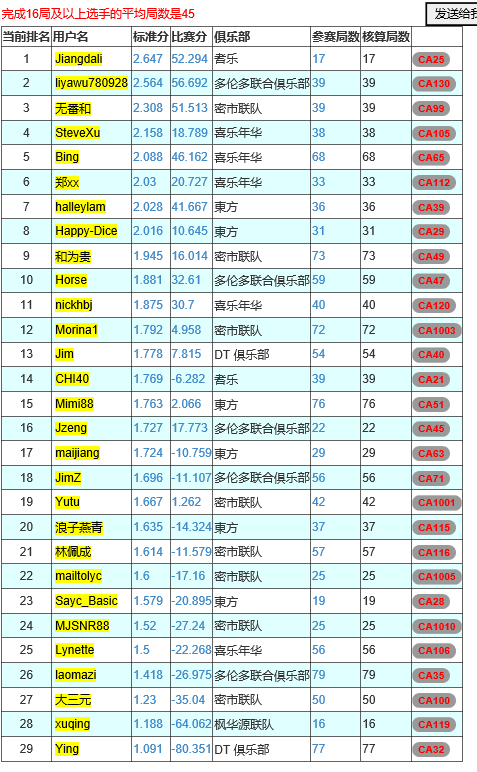 完成16局及以上选手的平均局数是45
发送给我
当前排名 用户名 标准分 比赛分 俱乐部 参赛局数 核算局数
1 Jiangdali 2.647 52.294 耆乐 17 17 CA25
2 liyawu780928 2.564 56.692 多伦多联合俱乐部 39 39 CA130
3 无番和 2.308 51.513 密市联队 39 39 CA99
4 SteveXu 2.158 18.789 喜乐年华 38 38 CA105
5 Bing 2.088 46.162 喜乐年华 68 68 CA65
6 郑xx 2.03 20.727 喜乐年华 33 33 CA112
7 halleylam 2.028 41.667 東方 36 36 CA39
8 Happy-Dice 2.016 10.645 東方 31 31 CA29
9 和为贵 1.945 16.014 密市联队 73 73 CA49
10 Horse 1.881 32.61 多伦多联合俱乐部 59 59 CA47
11 nickhbj 1.875 30.7 喜乐年华 40 40 CA120
12 Morina1 1.792 4.958 密市联队 72 72 CA1003
13 Jim 1.778 7.815 DT 俱乐部 54 54 CA40
14 CHI40 1.769 -6.282 耆乐 39 39 CA21
15 Mimi88 1.763 2.066 東方 76 76 CA51
16 Jzeng 1.727 17.773 多伦多联合俱乐部 22 22 CA45
17 maijiang 1.724 -10.759 東方 29 29 CA63
18 JimZ 1.696 -11.107 多伦多联合俱乐部 56 56 CA71
19 Yutu 1.667 1.262 密市联队 42 42 CA1001
20 浪子燕青 1.635 -14.324 東方 37 37 CA115
21 林佩成 1.614 -11.579 密市联队 57 57 CA116
22 mailtolyc 1.6 -17.16 密市联队 25 25 CA1005
23 Sayc_Basic 1.579 -20.895 東方 19 19 CA28
24 MJSNR88 1.52 -27.24 密市联队 25 25 CA1010
25 Lynette 1.5 -22.268 喜乐年华 56 56 CA106
26 laomazi 1.418 -26.975 多伦多联合俱乐部 79 79 CA35
27 大三元 1.23 -35.04 密市联队 50 50 CA100
28 xuqing 1.188 -64.062 枫华源联队 16 16 CA119
29 Ying 1.091 -80.351 DT 俱乐部 77 77 CA32